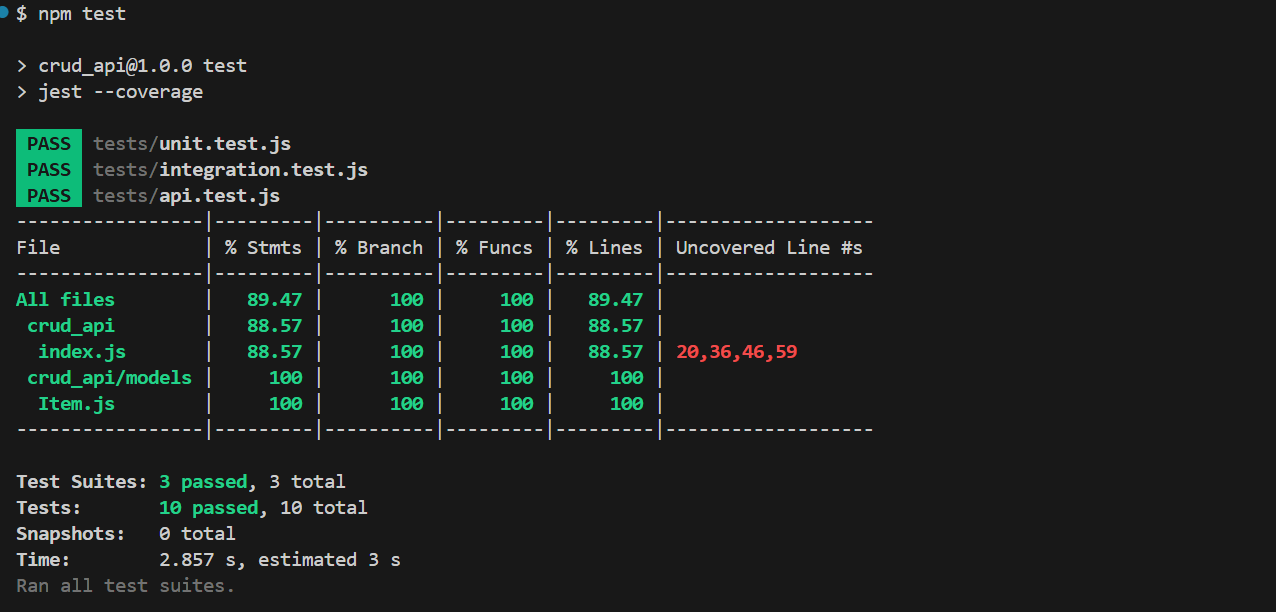 $ npm test
> crud_api@1.0.0 test
> jest --coverage
PASS tests/unit.test.js
PASS tests/integration.test.js
PASS tests/api.test.js
-----------------|---------|----------|---------|---------|-------------------
File             | % Stmts | % Branch | % Funcs | % Lines | Uncovered Line #s
-----------------|---------|----------|---------|---------|-------------------
All files        |   89.47 |      100 |     100 |   89.47 |
 crud_api        |   88.57 |      100 |     100 |   88.57 |
  index.js       |   88.57 |      100 |     100 |   88.57 | 20,36,46,59
 crud_api/models |     100 |      100 |     100 |     100 |
  Item.js        |     100 |      100 |     100 |     100 |
-----------------|---------|----------|---------|---------|-------------------
Test Suites: 3 passed, 3 total
Tests:       10 passed, 10 total
Snapshots:   0 total
Time:        2.857 s, estimated 3 s
Ran all test suites.